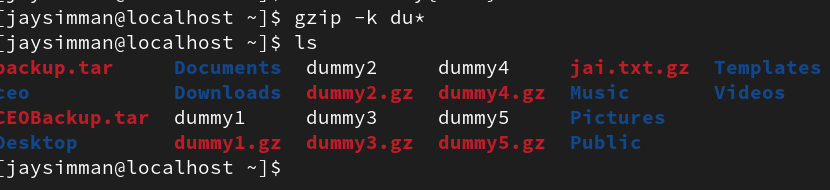 [jaysimman@localhost ~]$ gzip -k du*
[jaysimman@localhost ~]$ ls
backup.tar Documents dummy2 dummy4 jai.txt.gz Templates
ceo Downloads dummy2.gz dummy4.gz Music Videos
CEOBackup.tar dummy1 dummy3 dummy5 Pictures
Desktop dummy1.gz dummy3.gz dummy5.gz Public
[jaysimman@localhost ~]$